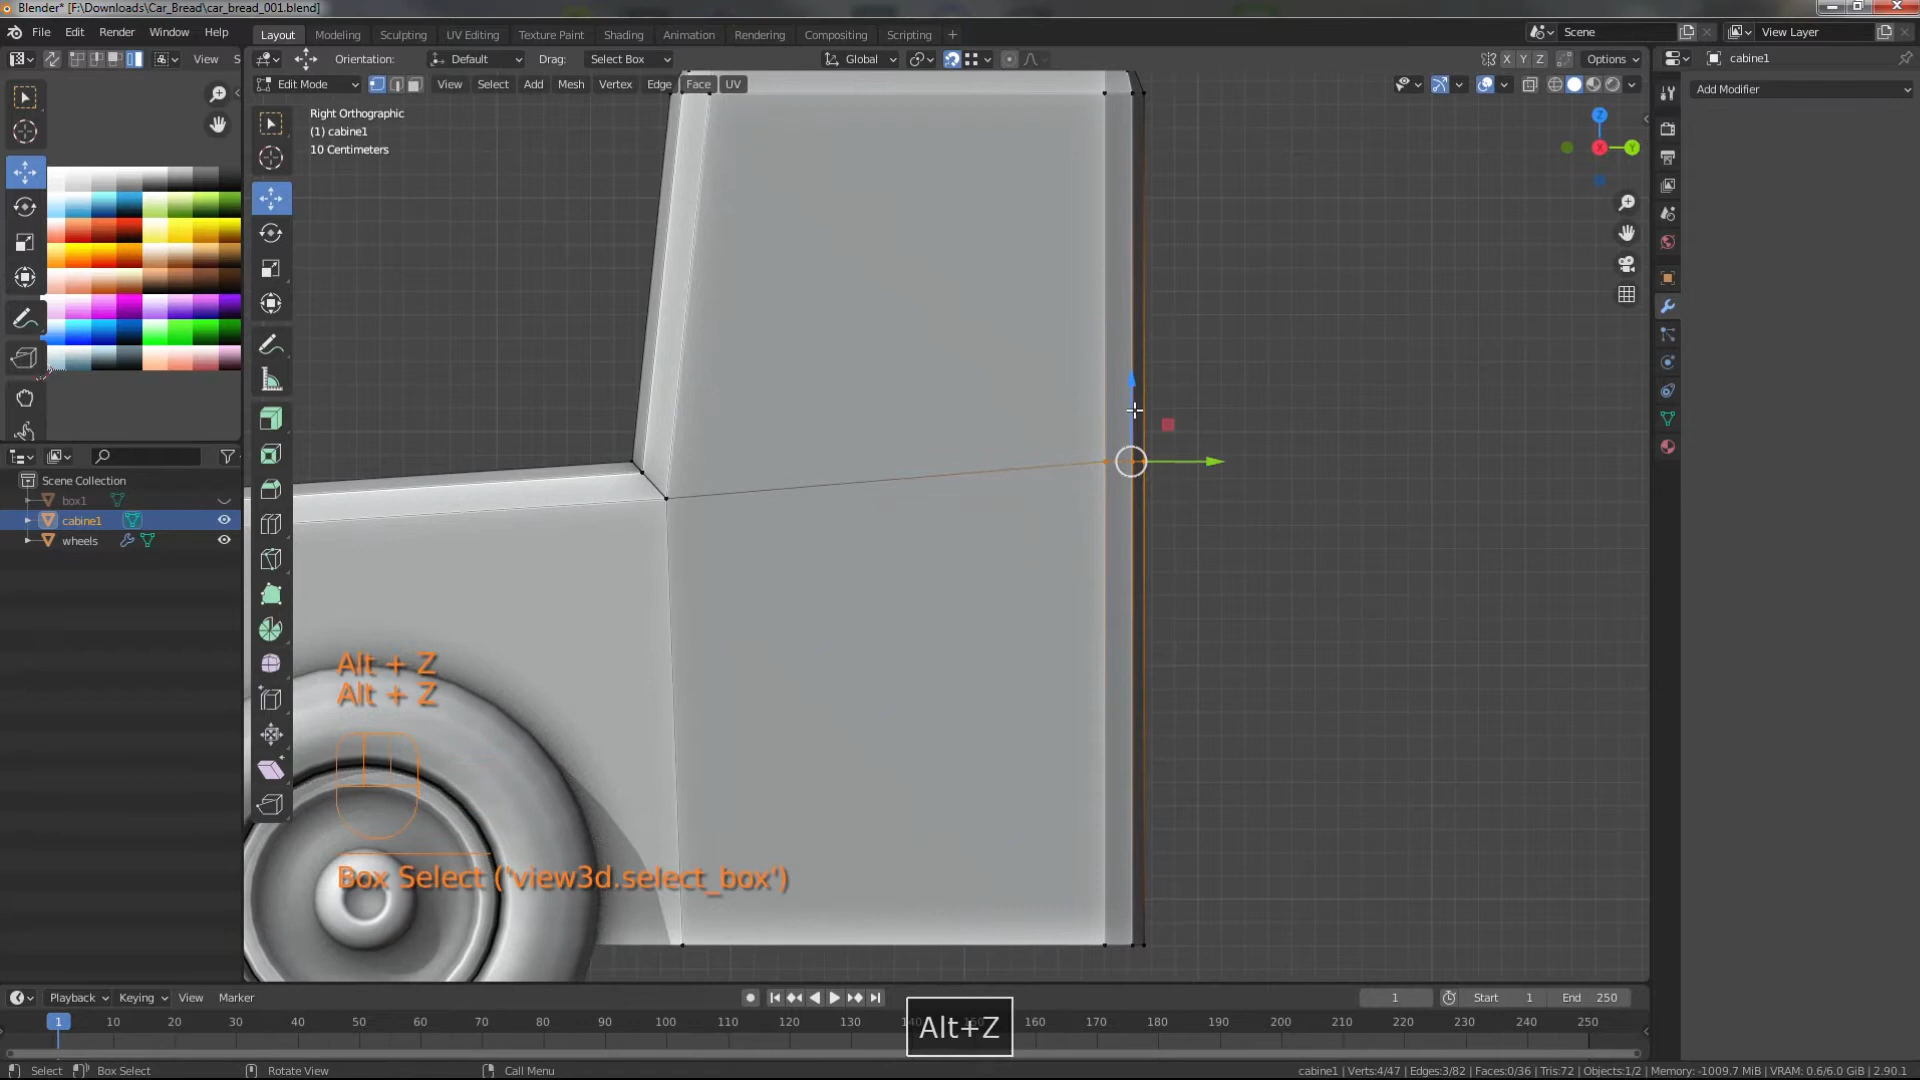 Blender* [F:\Downloads\Car_Bread\car_bread_001.blend]
File Edit Render Window Help
Layout Modeling Sculpting UV Editing Texture Paint Shading Animation Rendering Compositing Scripting +
Scene
View Layer
View S
Orientation: Default Drag: Select Box
Global
X Y Z Options
cabine1
Edit Mode View Select Add Mesh Vertex Edge Face UV
Add Modifier
Right Orthographic
(1) cabine1
10 Centimeters
Z
X
Y
Scene Collection
box1
cabine1
wheels
Alt + Z
Alt + Z
Box Select ('view3d.select_box')
Playback Keying View Marker
1 Start 1 End 250
1 10 20 30 40 50 60 70 80 90 100 110 120 130 140 160 170 180 190 200 210 220 230 240 250
Alt+Z
Select Box Select Rotate View Call Menu
cabine1 | Verts:4/47 | Edges:3/82 | Faces:0/36 | Tris:72 | Objects:1/2 | Memory: -1009.7 MiB | VRAM: 0.6/6.0 GiB | 2.90.1